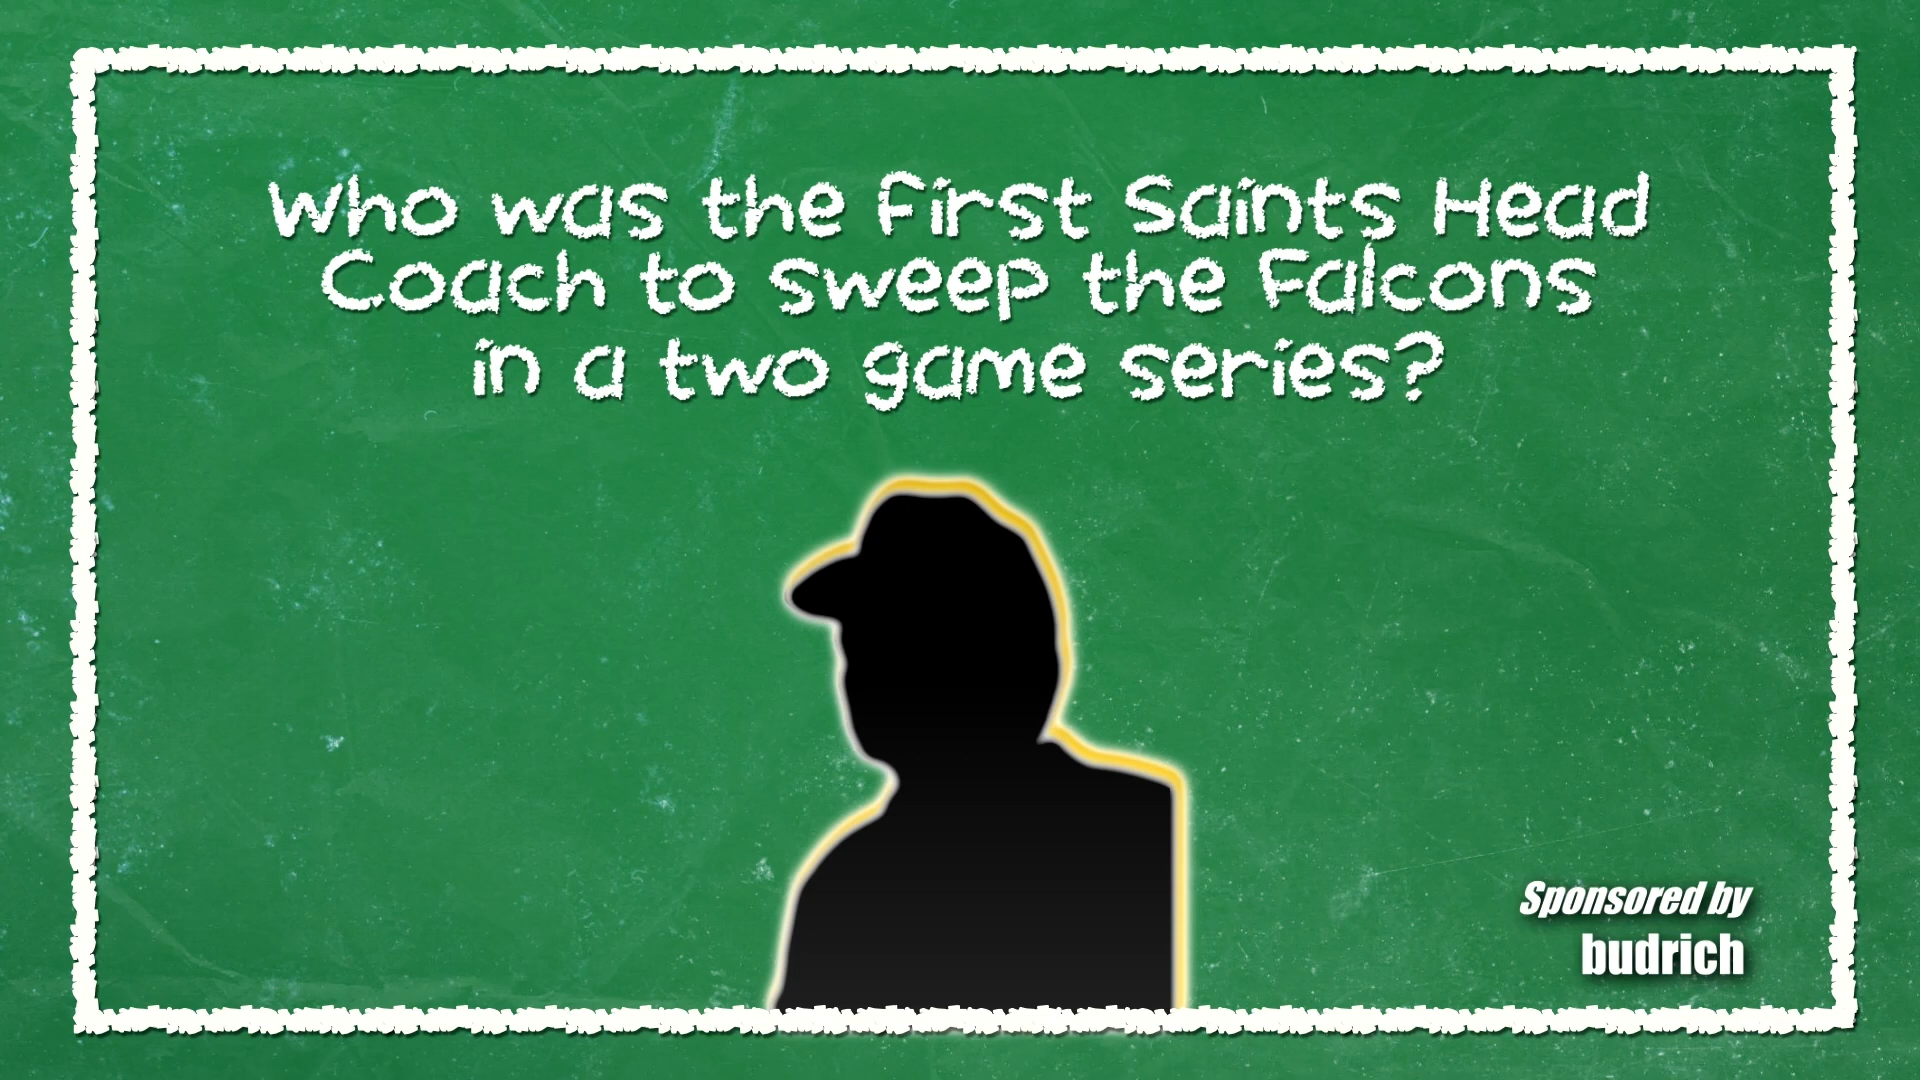 Who was the first Saints Head
Coach to sweep the Falcons
in a two game series?
Sponsored by
budrich